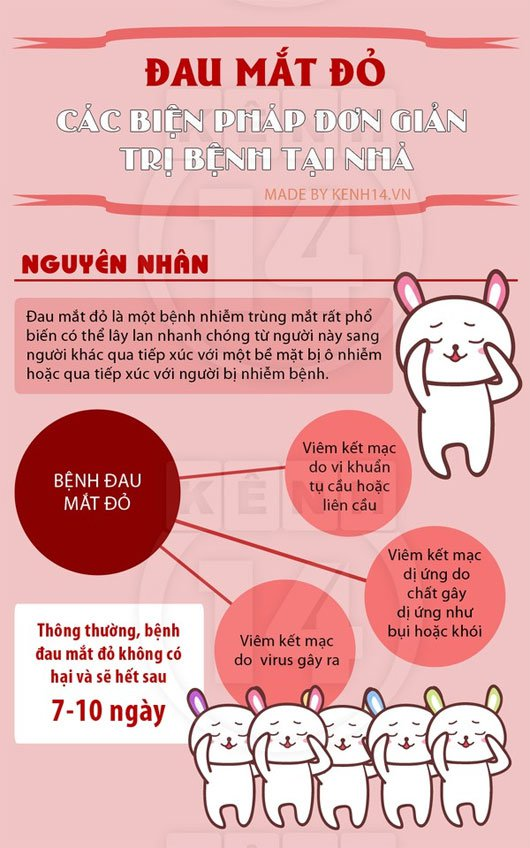 ĐAU MẮT ĐỎ
CÁC BIỆN PHÁP ĐƠN GIẢN
TRỊ BỆNH TẠI NHÀ
MADE BY KENH14.VN
NGUYÊN NHÂN
Đau mắt đỏ là một bệnh nhiễm trùng mắt rất phổ
biến có thể lây lan nhanh chóng từ người này sang
người khác qua tiếp xúc với một bề mặt bị ô nhiễm
hoặc qua tiếp xúc với người bị nhiễm bệnh.
BỆNH ĐAU
MẮT ĐỎ
Viêm kết mạc
do vi khuẩn
tụ cầu hoặc
liên cầu
Viêm kết mạc
dị ứng do
chất gây
dị ứng như
bụi hoặc khói
Viêm kết mạc
do virus gây ra
Thông thường, bệnh
đau mắt đỏ không có
hại và sẽ hết sau
7-10 ngày
KÊNH
14
KÊNH
14